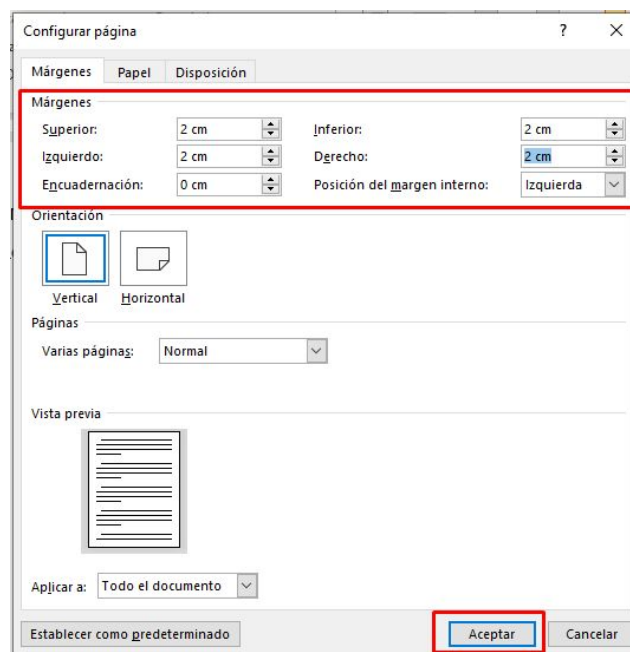 Configurar página ?
Márgenes Papel Disposición
Márgenes
Superior: 2 cm Inferior: 2 cm
Izquierdo: 2 cm Derecho: 2 cm
Encuadernación: 0 cm Posición del margen interno: Izquierda
Orientación
Vertical Horizontal
Páginas
Varias páginas: Normal
Vista previa
Aplicar a: Todo el documento
Establecer como predeterminado Aceptar Cancelar